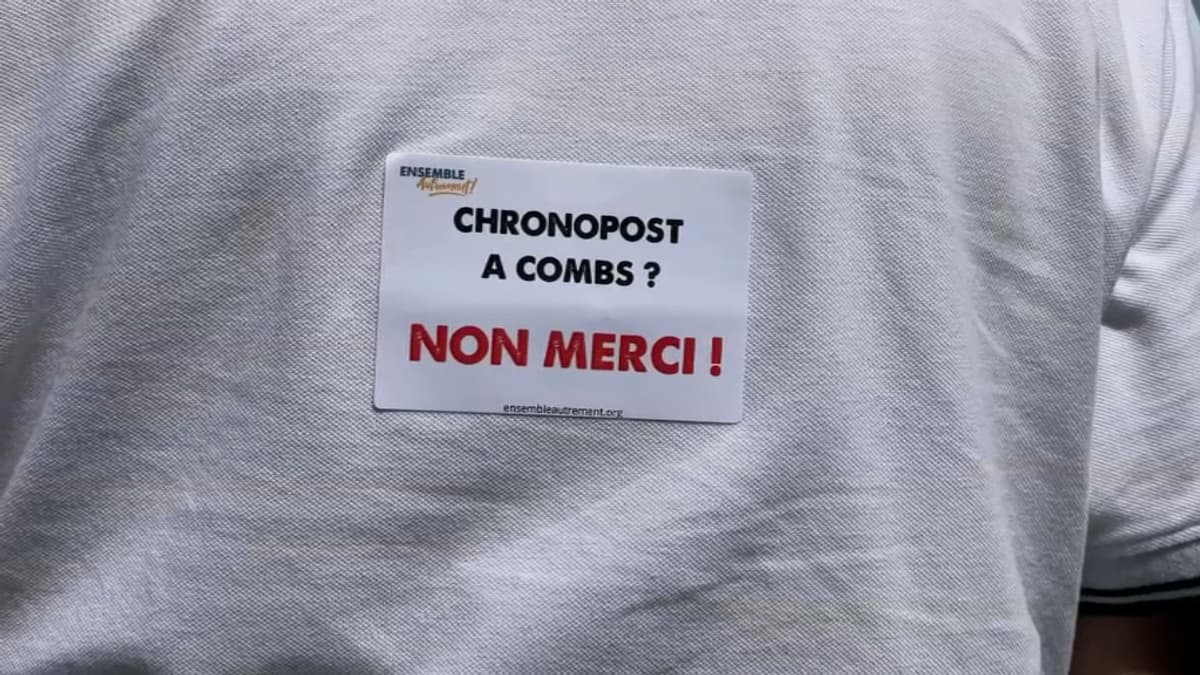 ENSEMBLE
Autrement!
CHRONOPOST
A COMBS ?
NON MERCI !
ensembleautrement.org